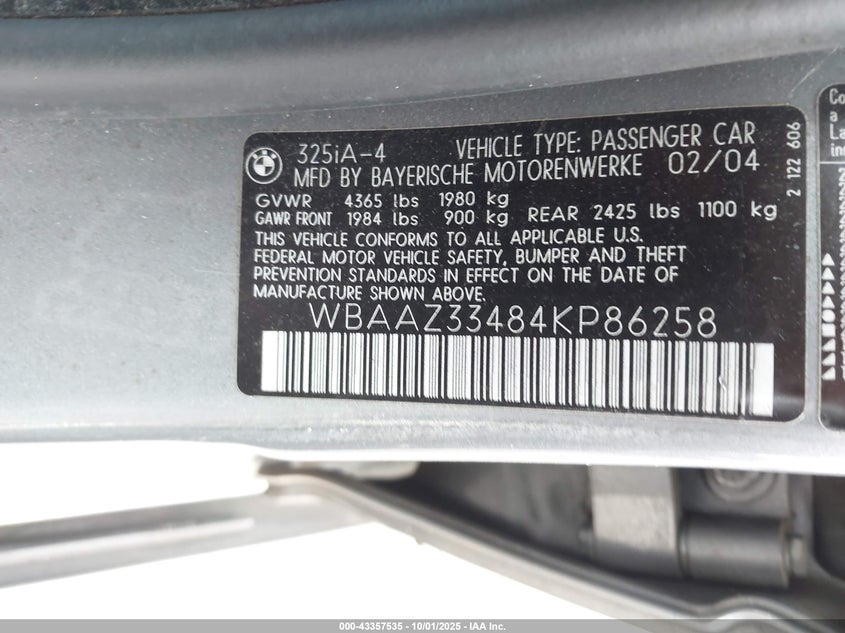 325iA-4 VEHICLE TYPE: PASSENGER CAR
MFD BY BAYERISCHE MOTORENWERKE 02/04
GVWR 4365 lbs 1980 kg
GAWR FRONT 1984 lbs 900 kg REAR 2425 lbs 1100 kg
THIS VEHICLE CONFORMS TO ALL APPLICABLE U.S.
FEDERAL MOTOR VEHICLE SAFETY, BUMPER AND THEFT
PREVENTION STANDARDS IN EFFECT ON THE DATE OF
MANUFACTURE SHOWN ABOVE.
WBAAZ33484KP86258
2 122 606
Co
a
La
inc
000-43357535 - 10/01/2025 - IAA Inc.